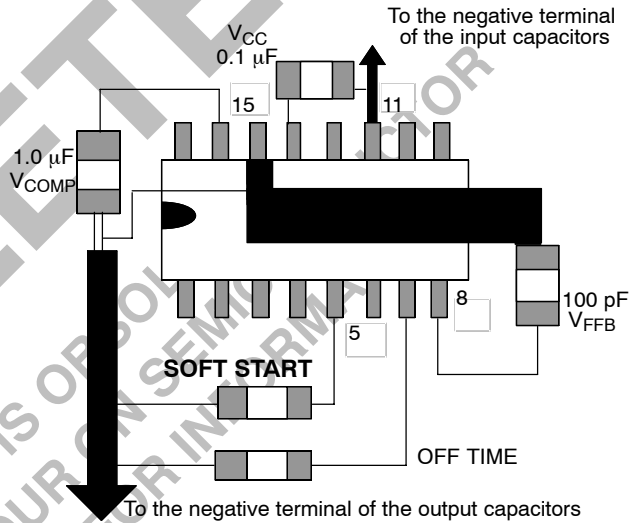 To the negative terminal
of the input capacitors
VCC
0.1 μF
15
11
1.0 μF
VCOMP
8
100 pF
VFFB
5
SOFT START
OFF TIME
To the negative terminal of the output capacitors